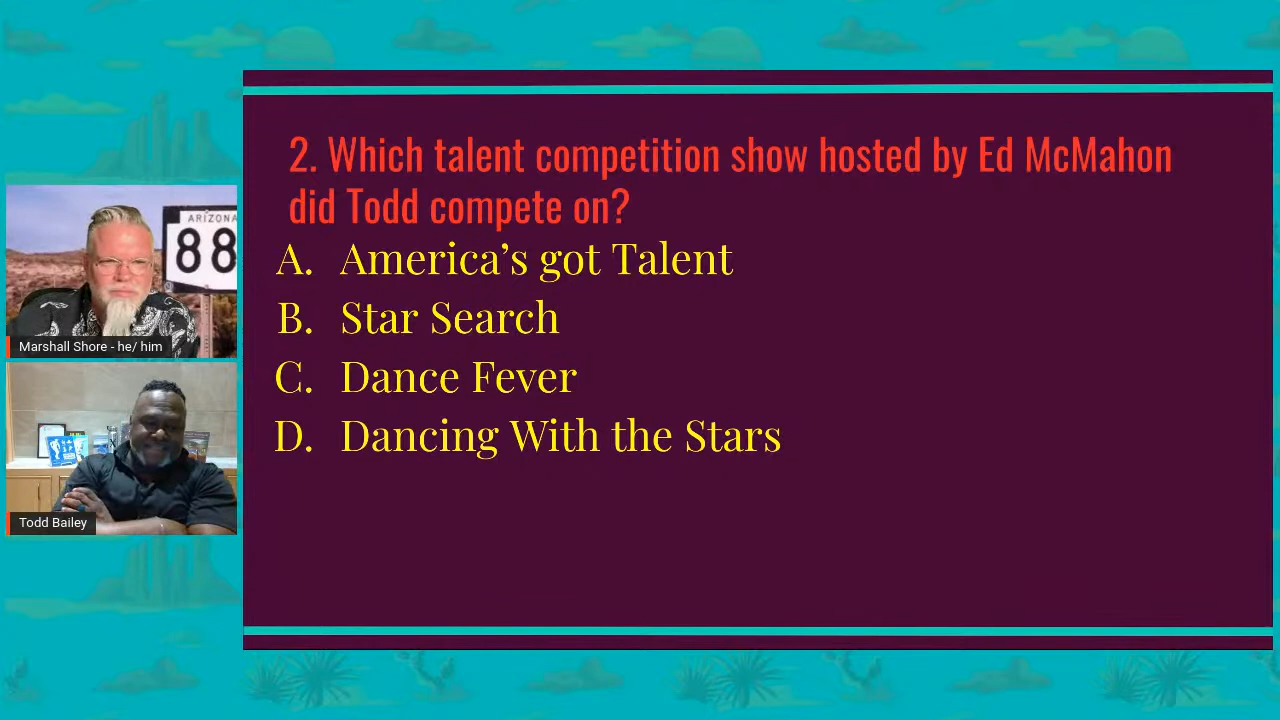 2. Which talent competition show hosted by Ed McMahon
did Todd compete on?
A. America's got Talent
B. Star Search
C. Dance Fever
D. Dancing With the Stars
ARIZONA
88
Marshall Shore - he/ him
Todd Bailey